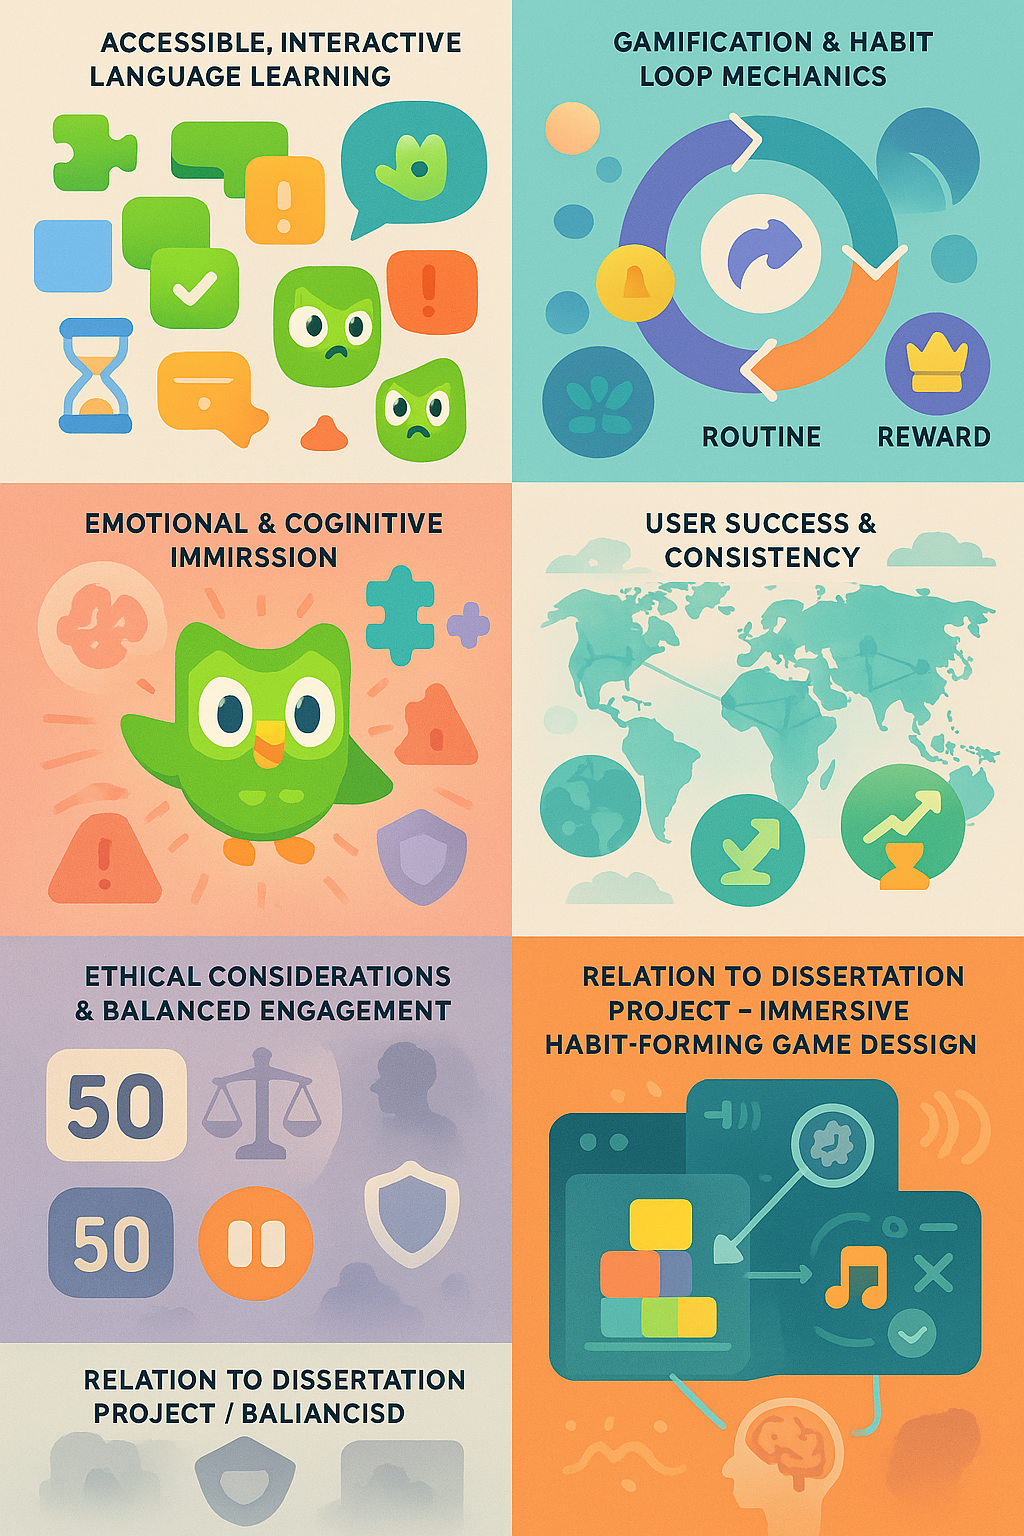 ACCESSIBLE, INTERACTIVE
LANGUAGE LEARNING
GAMIFICATION & HABIT
LOOP MECHANICS
ROUTINE
REWARD
EMOTIONAL & COGINITIVE
IMMIRSSION
USER SUCCESS &
CONSISTENCY
ETHICAL CONSIDERATIONS
& BALANCED ENGAGEMENT
50
50
RELATION TO DISSERTATION
PROJECT – IMMERSIVE
HABIT-FORMING GAME DESSIGN
RELATION TO DISSERTATION
PROJECT / BALIANCISD